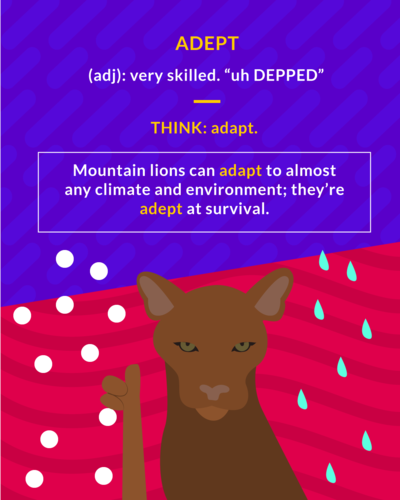 ADEPT
(adj): very skilled. “uh DEPPED”
THINK: adapt.
Mountain lions can adapt to almost
any climate and environment; they’re
adept at survival.